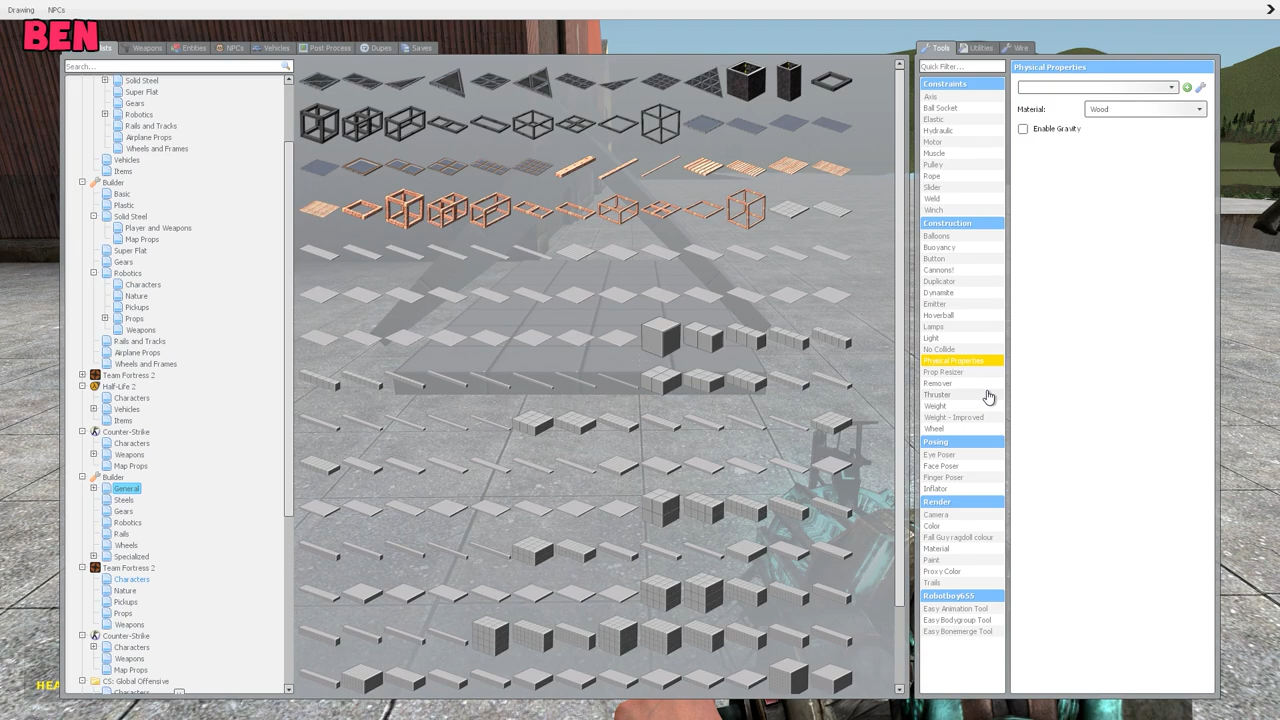 Drawing NPCs
BEN
ists Weapons Entities NPCs Vehicles Post Process Dupes Saves
Search...
Solid Steel
Super Flat
Gears
Robotics
Rails and Tracks
Airplane Props
Wheels and Frames
Vehicles
Items
Builder
Basic
Plastic
Solid Steel
Player and Weapons
Map Props
Super Flat
Gears
Robotics
Characters
Nature
Pickups
Props
Weapons
Rails and Tracks
Airplane Props
Wheels and Frames
Team Fortress 2
Half-Life 2
Characters
Vehicles
Items
Counter-Strike
Characters
Weapons
Map Props
Builder
General
Steels
Gears
Robotics
Rails
Wheels
Specialized
Team Fortress 2
Characters
Nature
Pickups
Props
Weapons
Counter-Strike
Characters
Weapons
Map Props
CS: Global Offensive
Characters
HEA
Tools Utilities Wire
Quick Filter...
Constraints
Axis
Ball Socket
Elastic
Hydraulic
Motor
Muscle
Pulley
Rope
Slider
Weld
Winch
Construction
Balloons
Buoyancy
Button
Cannons!
Duplicator
Dynamite
Emitter
Hoverball
Lamps
Light
No Collide
Physical Properties
Prop Resizer
Remover
Thruster
Weight
Weight - Improved
Wheel
Posing
Eye Poser
Face Poser
Finger Poser
Inflator
Render
Camera
Color
Fall Guy ragdoll colour
Material
Paint
Proxy Color
Trails
Robotboy655
Easy Animation Tool
Easy Bodygroup Tool
Easy Bonemerge Tool
Physical Properties
Material: Wood
Enable Gravity